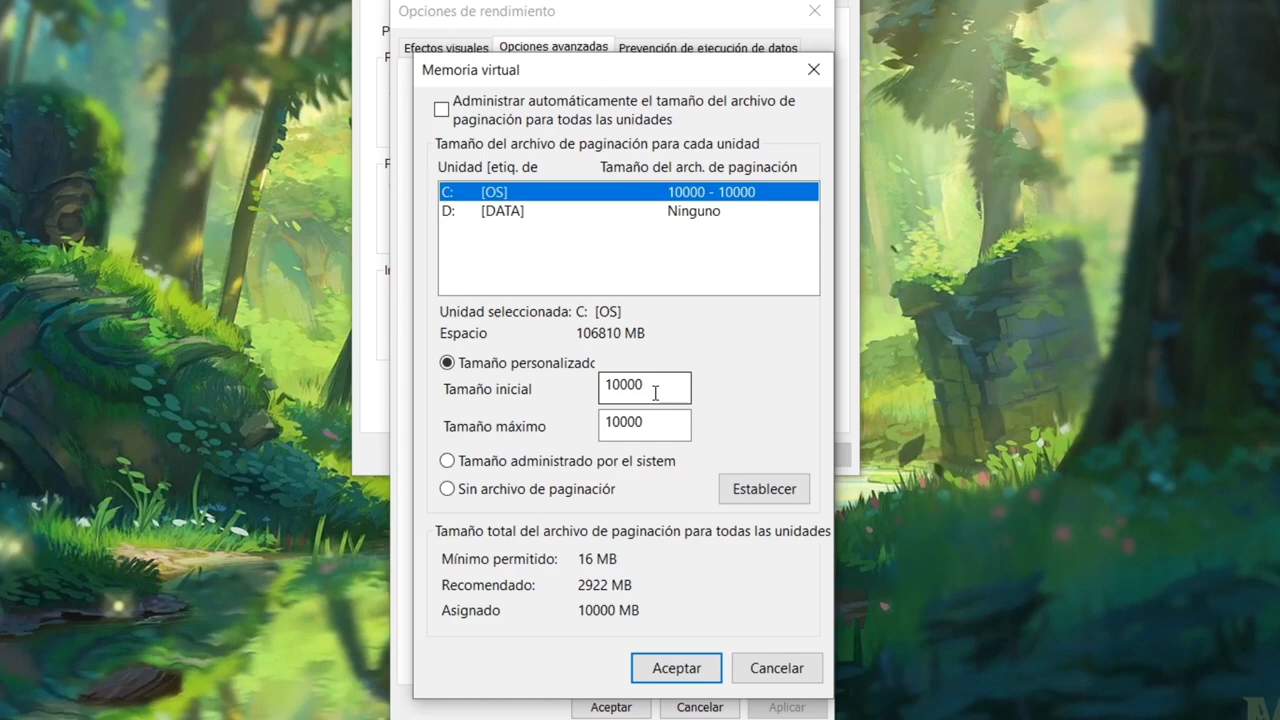 Opciones de rendimiento
Efectos visuales Opciones avanzadas Prevención de ejecución de datos
Memoria virtual
Administrar automáticamente el tamaño del archivo de
paginación para todas las unidades
Tamaño del archivo de paginación para cada unidad
Unidad [etiq. de Tamaño del arch. de paginación
C: [OS] 10000 - 10000
D: [DATA] Ninguno
Unidad seleccionada: C: [OS]
Espacio 106810 MB
Tamaño personalizado
Tamaño inicial 10000
Tamaño máximo 10000
Tamaño administrado por el sistem
Sin archivo de paginaciór
Establecer
Tamaño total del archivo de paginación para todas las unidades
Mínimo permitido: 16 MB
Recomendado: 2922 MB
Asignado 10000 MB
Aceptar Cancelar
Aceptar Cancelar Aplicar